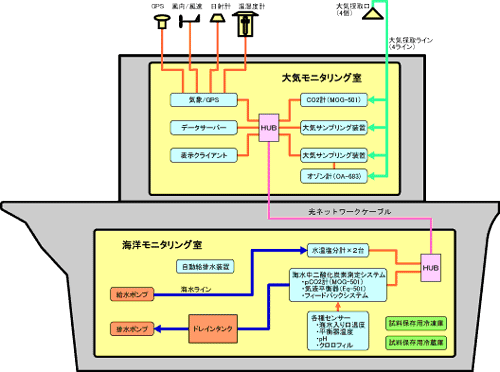 GPS
風向/風速
日射計
温湿度計
大気採取口
(4個)
大気採取ライン
(4ライン)
大気モニタリング室
気象/GPS
CO2計(MOG-501)
データサーバー
HUB
大気サンプリング装置
表示クライアント
大気サンプリング装置
オゾン計(OA-683)
光ネットワークケーブル
海洋モニタリング室
水温塩分計×2台
自動給排水装置
HUB
海水中二酸化炭素測定システム
・pCO2計(MOG-501)
・気液平衡器(Eq-501)
・フィードバックシステム
給水ポンプ
海水ライン
排水ポンプ
ドレインタンク
各種センサー
・海水入り口温度
・平衡器温度
・pH
・クロロフィル
試料保存用冷凍庫
試料保存用冷蔵庫